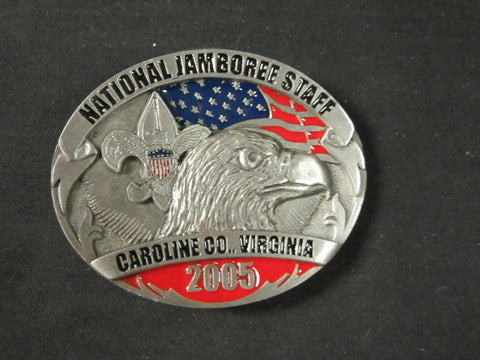 NATIONAL JAMBOREE STAFF
CAROLINE CO., VIRGINIA
2005